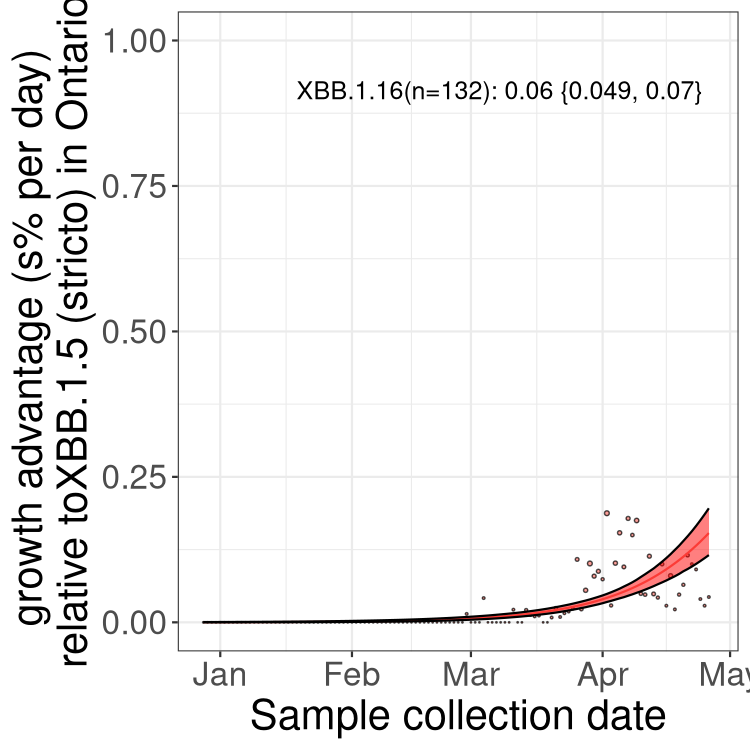 growth advantage (s% per day)
relative toXBB.1.5 (stricto) in Ontario
1.00
0.75
0.50
0.25
0.00
XBB.1.16(n=132): 0.06 {0.049, 0.07}
Jan Feb Mar Apr May
Sample collection date